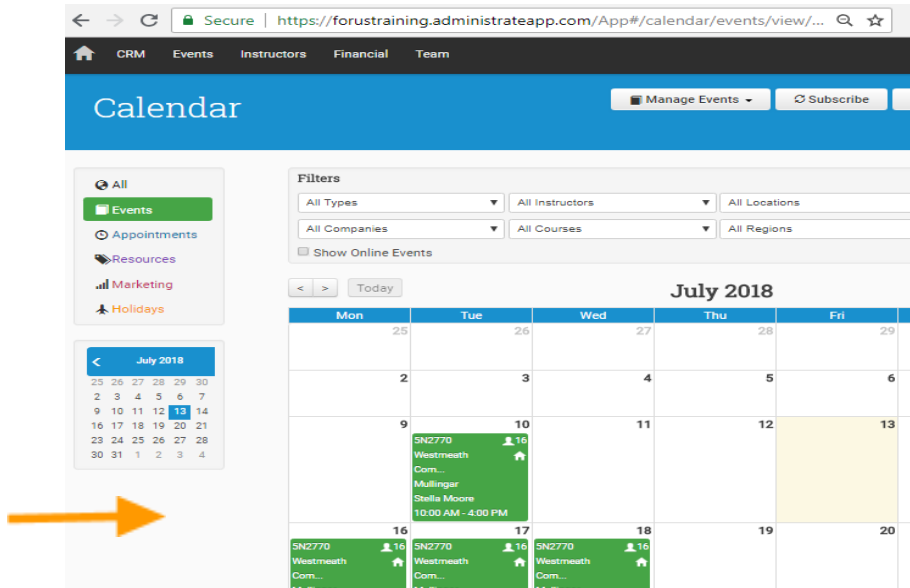 Secure | https://forustraining.administrateapp.com/App#/calendar/events/view/...
CRM Events Instructors Financial Team
Calendar
Manage Events
Subscribe
All
Events
Appointments
Resources
Marketing
Holidays
Filters
All Types All Instructors All Locations
All Companies All Courses All Regions
Show Online Events
< > Today
July 2018
Mon Tue Wed Thu Fri
25 26 27 28 29
2 3 4 5 6
9 10 11 12 13
5N2770 16
Westmeath
Com...
Mullingar
Stella Moore
10:00 AM - 4:00 PM
16 17 18 19 20
5N2770 16 5N2770 16 5N2770 16
Westmeath Westmeath Westmeath
Com... Com... Com...
July 2018
25 26 27 28 29 30
2 3 4 5 6 7
9 10 11 12 13 14
16 17 18 19 20 21
23 24 25 26 27 28
30 31 1 2 3 4